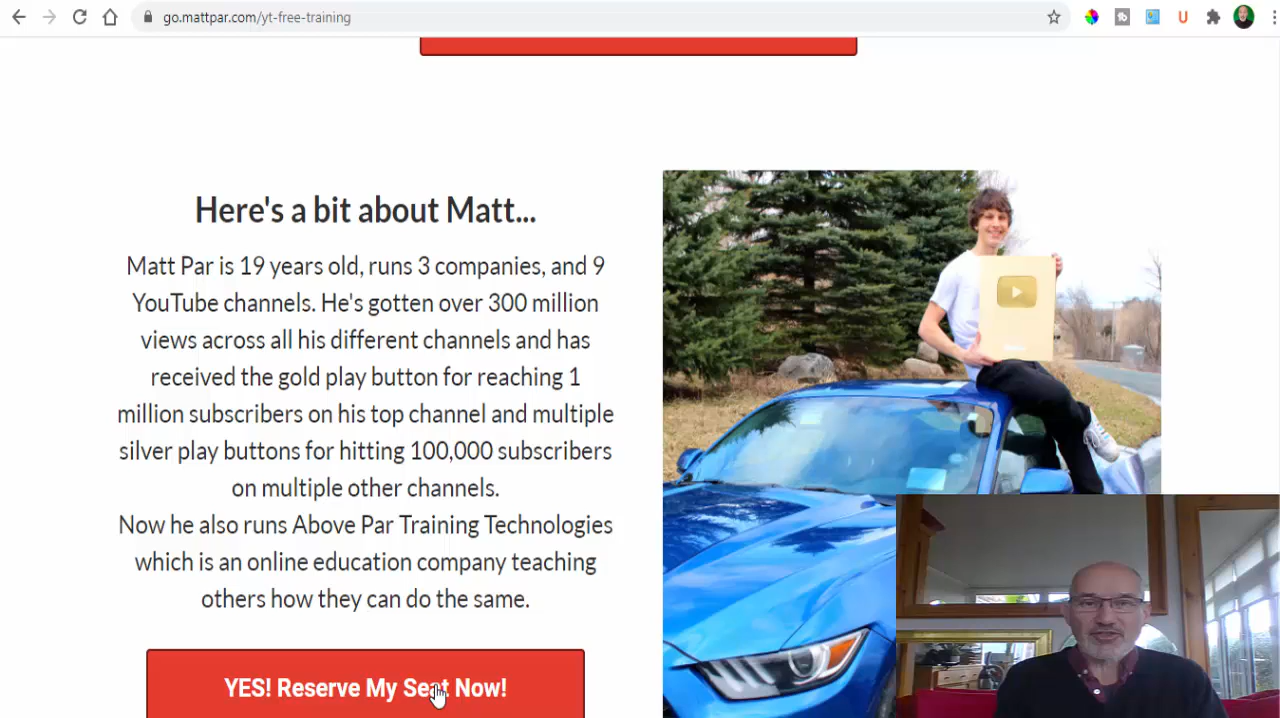 go.mattpar.com/yt-free-training
Here's a bit about Matt...
Matt Par is 19 years old, runs 3 companies, and 9
YouTube channels. He's gotten over 300 million
views across all his different channels and has
received the gold play button for reaching 1
million subscribers on his top channel and multiple
silver play buttons for hitting 100,000 subscribers
on multiple other channels.
Now he also runs Above Par Training Technologies
which is an online education company teaching
others how they can do the same.
YES! Reserve My Seat Now!